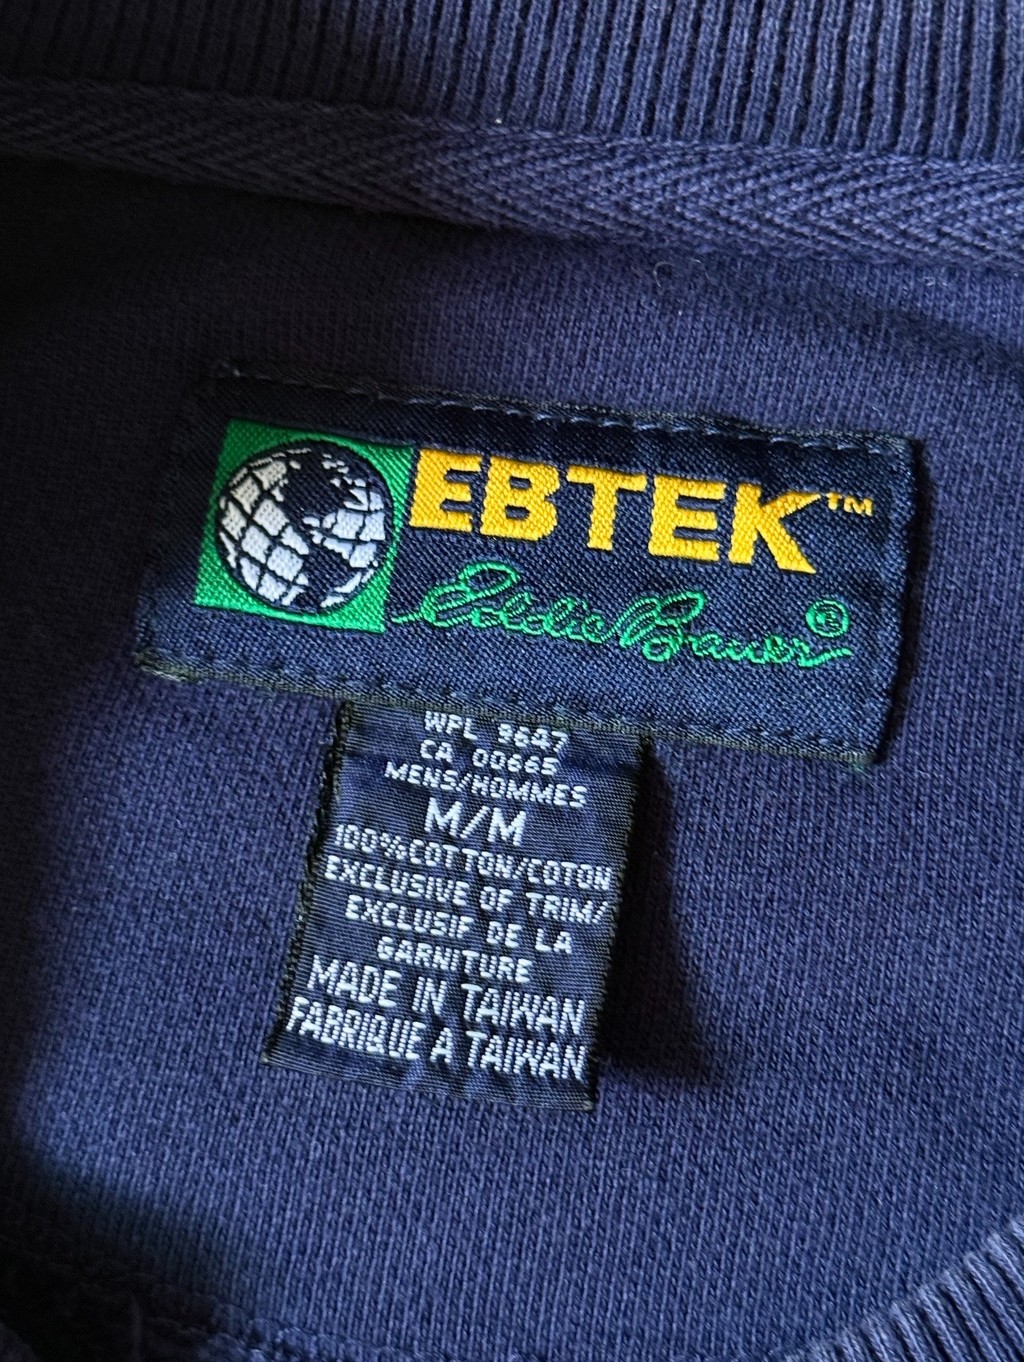 EBTEK™
Eddie Bauer®
WPL 8647
CA 00665
MENS/HOMMES
M/M
100%COTTON/COTON
EXCLUSIVE OF TRIM/
EXCLUSIF DE LA
GARNITURE
MADE IN TAIWAN
FABRIQUE A TAIWAN